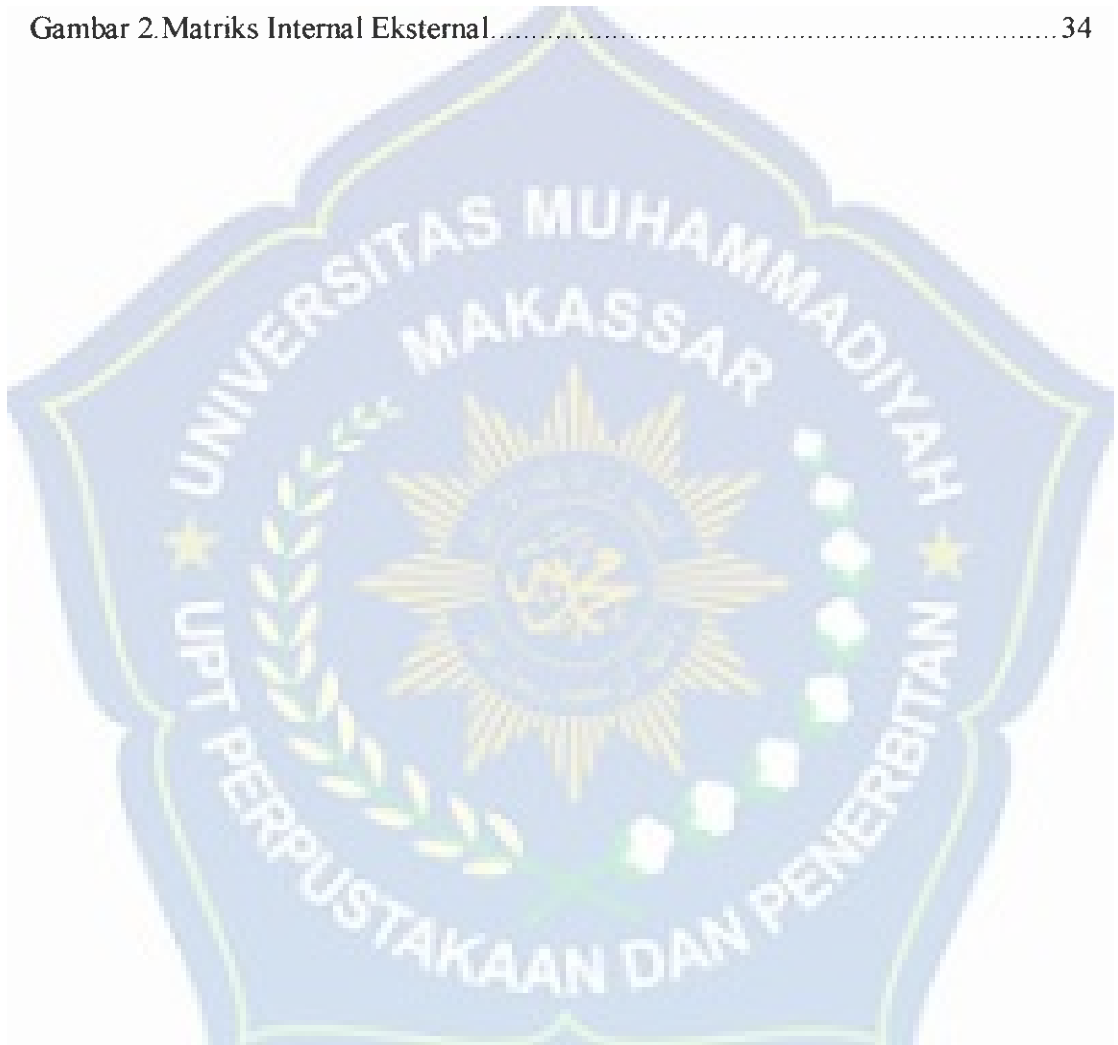 Gambar 2.Matriks Internal Eksternal.................................................................... 34
UNIVERSITAS MUHAMMADIYAH
MAKASSAR
UPT PERPUSTAKAAN DAN PENERBITAN